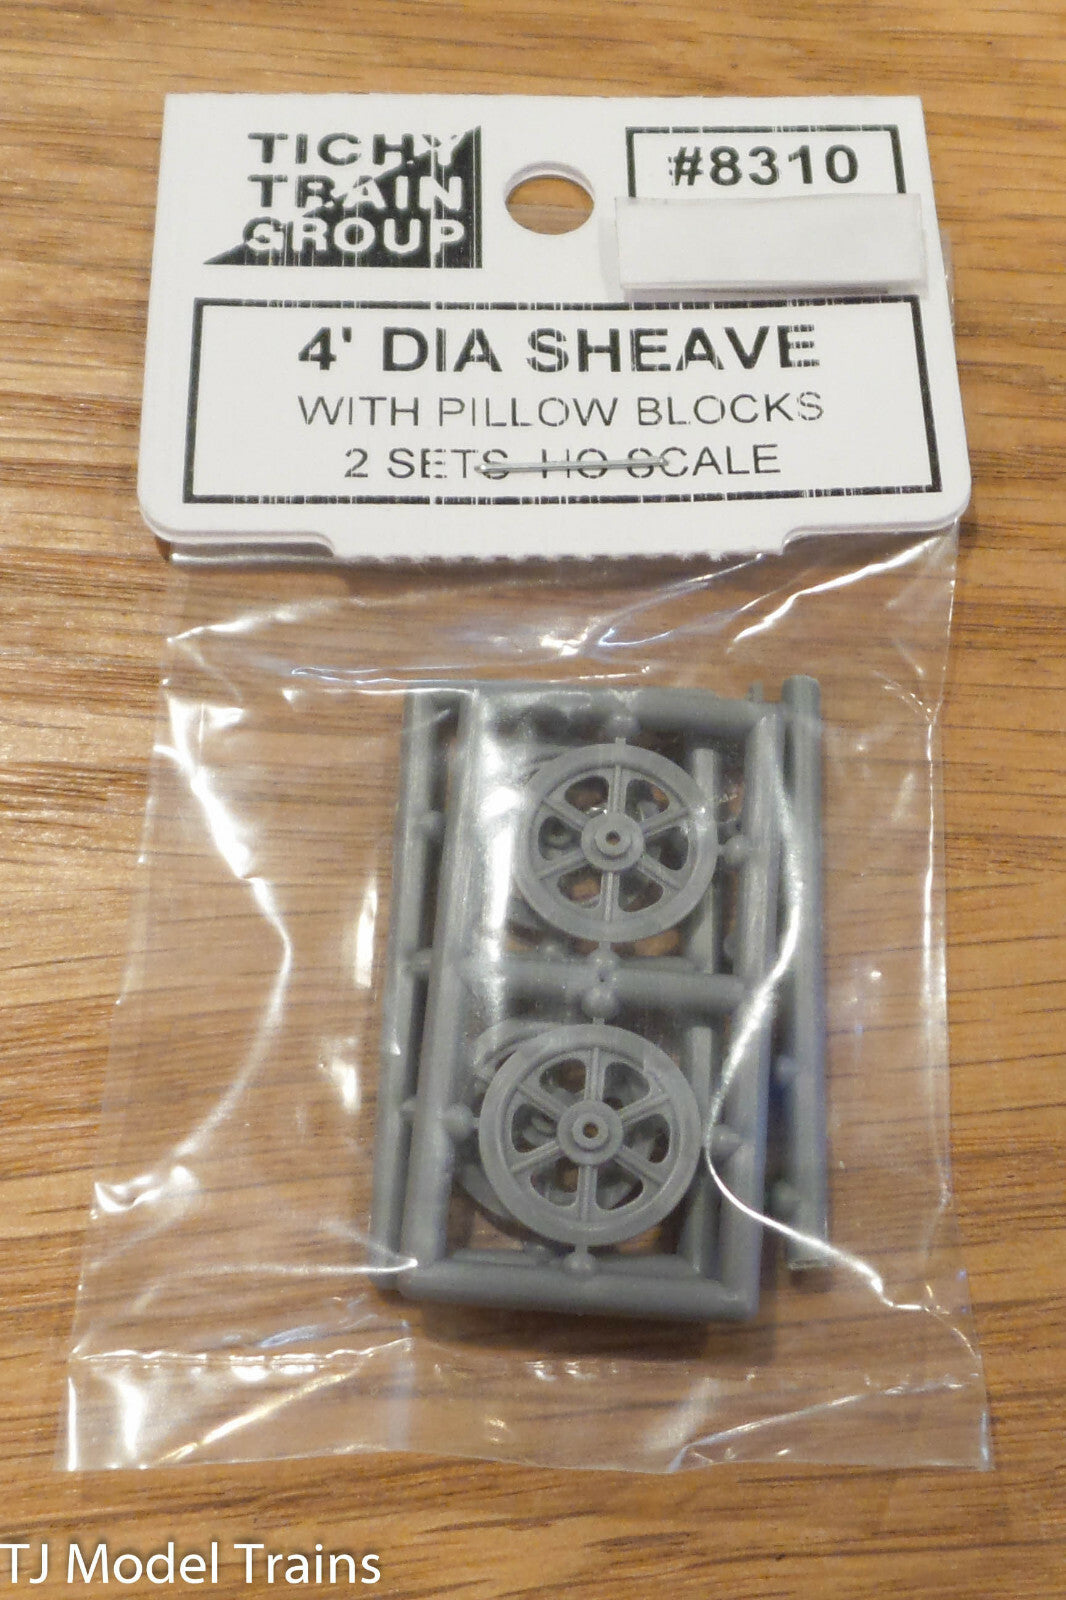 TICHY
TRAIN
GROUP
#8310
4' DIA SHEAVE
WITH PILLOW BLOCKS
2 SETS HO SCALE
TJ Model Trains